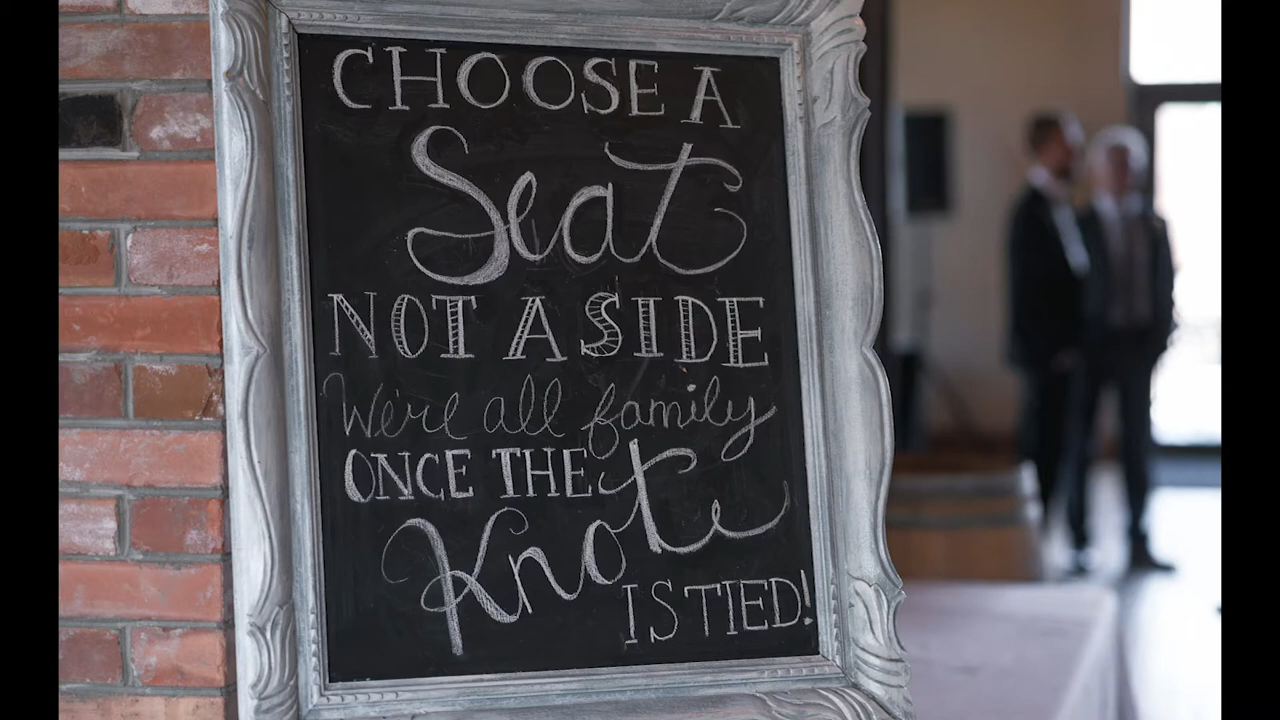 CHOOSE A
Seat
NOT A SIDE
We're all family
ONCE THE
Knot
IS TIED!